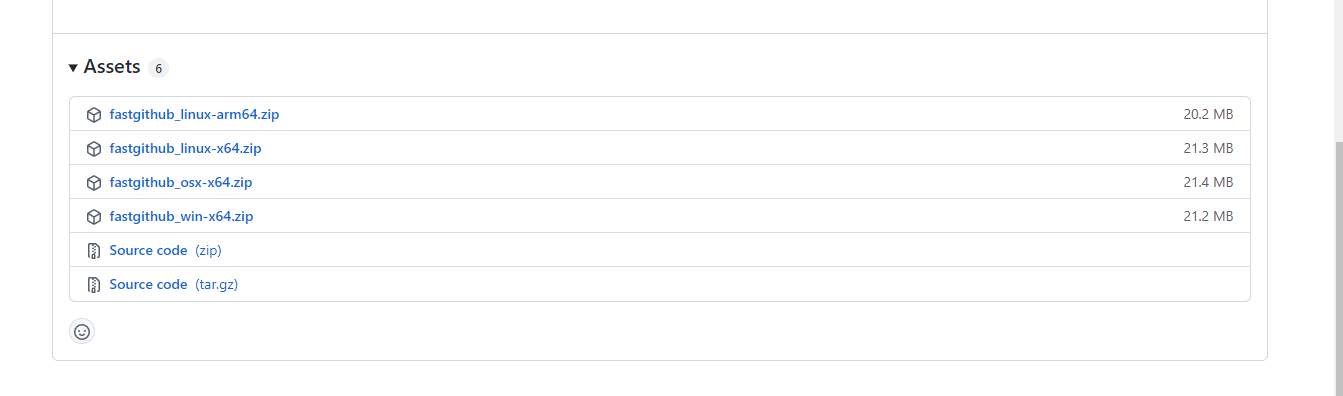 Assets 6
fastgithub_linux-arm64.zip 20.2 MB
fastgithub_linux-x64.zip 21.3 MB
fastgithub_osx-x64.zip 21.4 MB
fastgithub_win-x64.zip 21.2 MB
Source code (zip)
Source code (tar.gz)